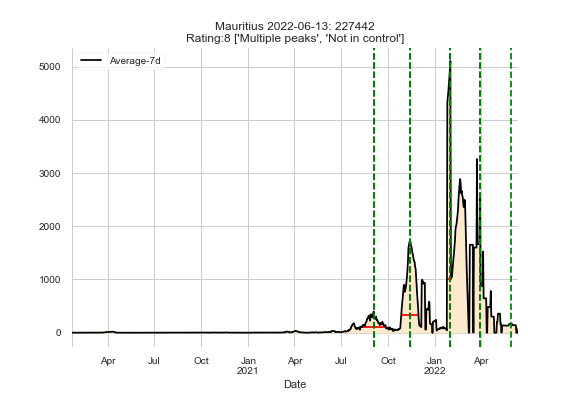 Mauritius 2022-06-13: 227442
Rating:8 ['Multiple peaks', 'Not in control']
Average-7d
5000
4000
3000
2000
1000
0
Apr
Jul
Oct
Jan
2021
Apr
Jul
Oct
Jan
2022
Apr
Date